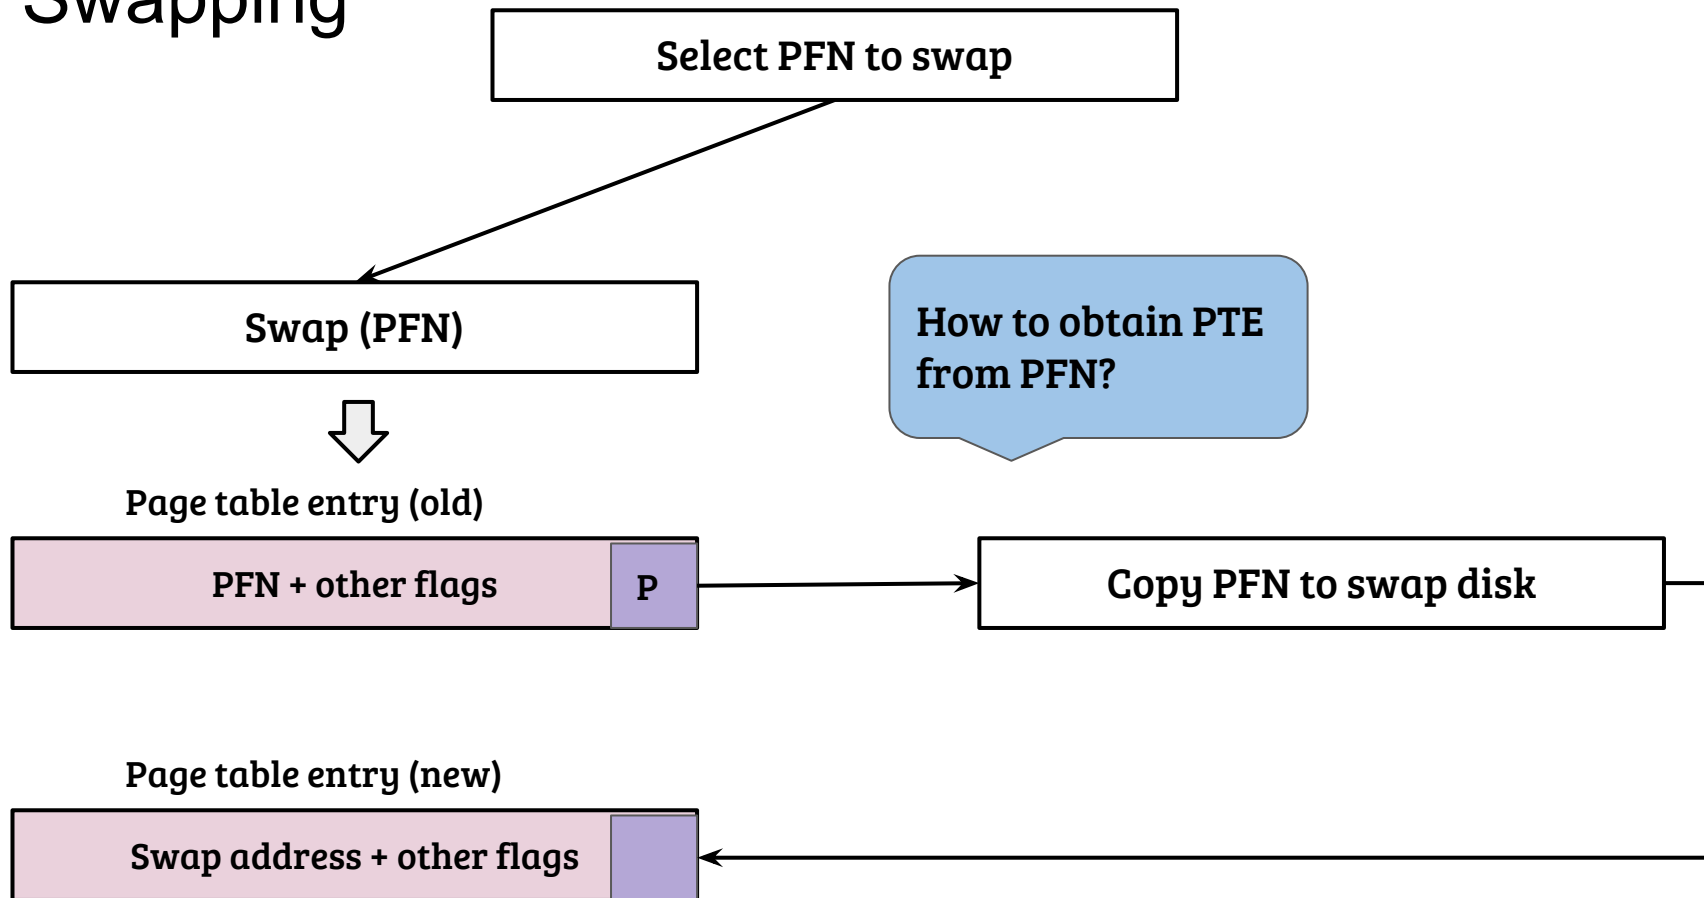 Swapping
Select PFN to swap
Swap (PFN)
How to obtain PTE
from PFN?
Page table entry (old)
PFN + other flags
P
Copy PFN to swap disk
Page table entry (new)
Swap address + other flags